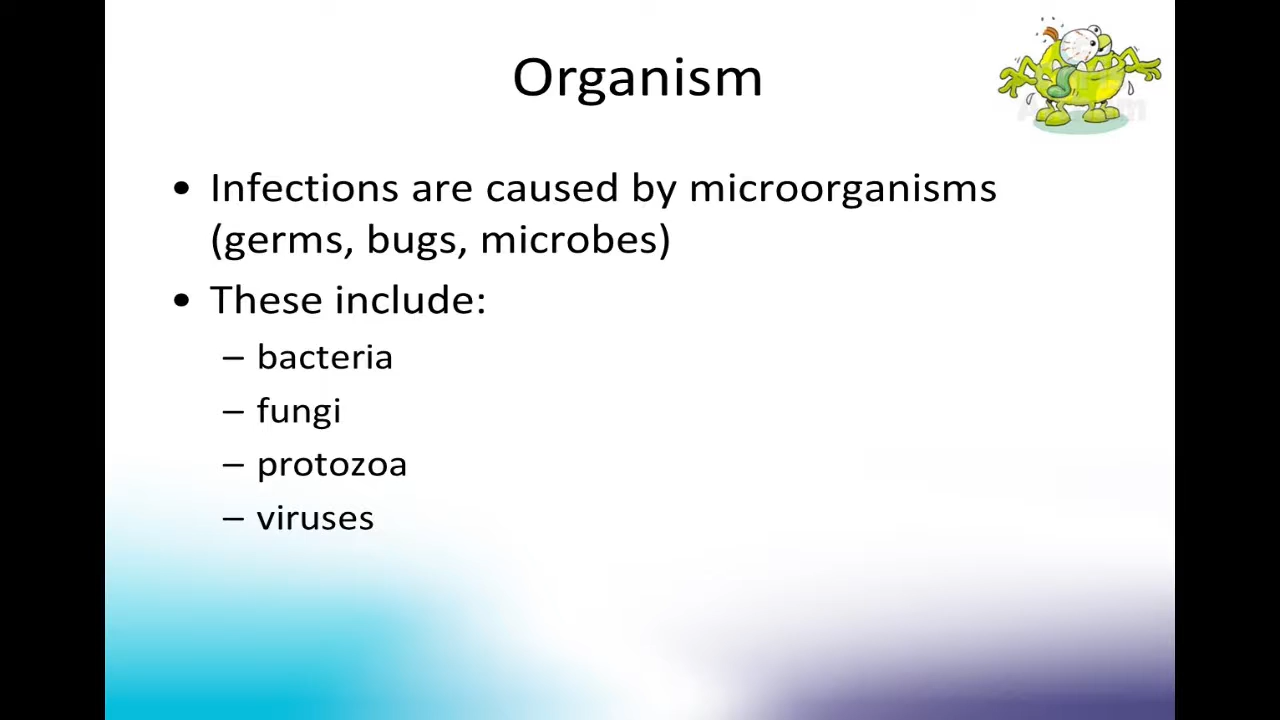 Organism
• Infections are caused by microorganisms
(germs, bugs, microbes)
• These include:
– bacteria
– fungi
– protozoa
– viruses